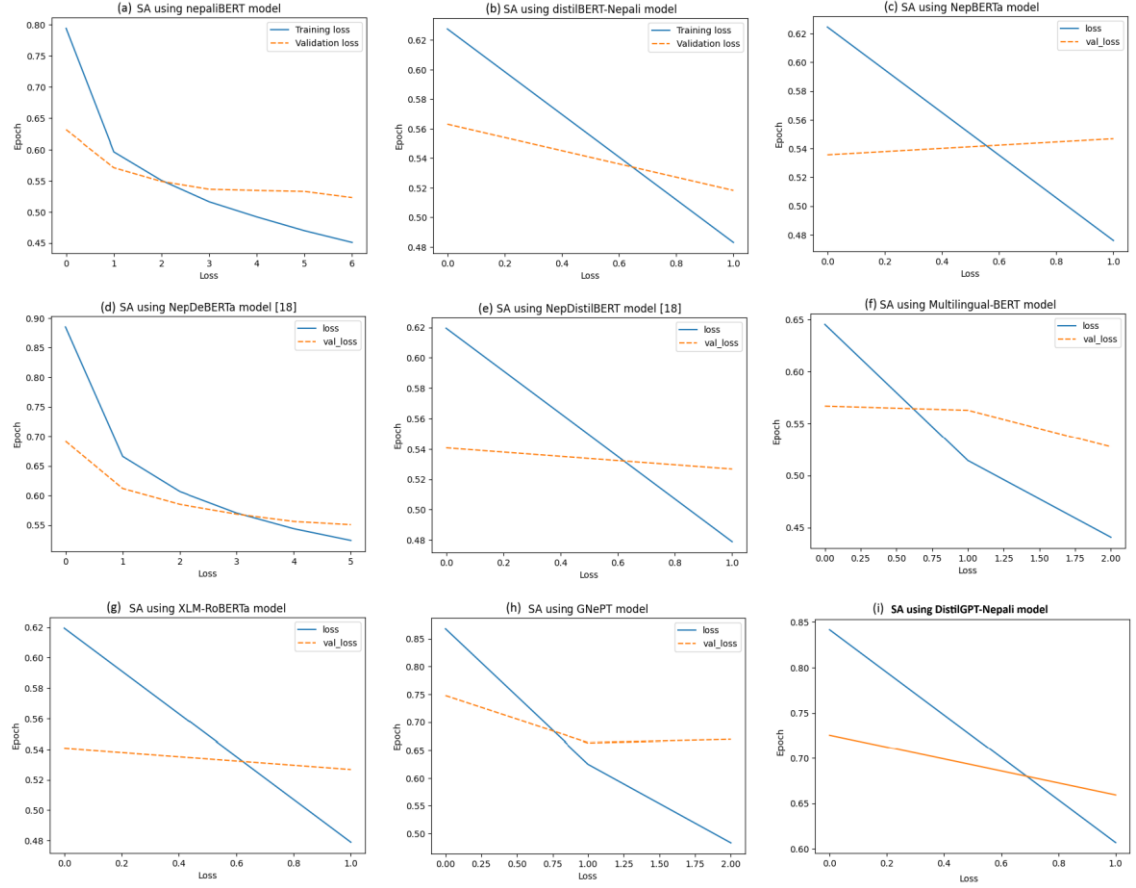 (a) SA using nepaliBERT model
Training loss
Validation loss
0.80
0.75
0.70
0.65
0.60
0.55
0.50
0.45
Epoch
0 1 2 3 4 5 6
Loss
(b) SA using distilBERT-Nepali model
Training loss
Validation loss
0.62
0.60
0.58
0.56
0.54
0.52
0.50
0.48
Epoch
0.0 0.2 0.4 0.6 0.8 1.0
Loss
(c) SA using NepBERTa model
loss
val_loss
0.62
0.60
0.58
0.56
0.54
0.52
0.50
0.48
Epoch
0.0 0.2 0.4 0.6 0.8 1.0
Loss
(d) SA using NepDeBERTa model [18]
loss
val_loss
0.90
0.85
0.80
0.75
0.70
0.65
0.60
0.55
Epoch
0 1 2 3 4 5
Loss
(e) SA using NepDistilBERT model [18]
loss
val_loss
0.62
0.60
0.58
0.56
0.54
0.52
0.50
0.48
Epoch
0.0 0.2 0.4 0.6 0.8 1.0
Loss
(f) SA using Multilingual-BERT model
loss
val_loss
0.65
0.60
0.55
0.50
0.45
Epoch
0.00 0.25 0.50 0.75 1.00 1.25 1.50 1.75 2.00
Loss
(g) SA using XLM-RoBERTa model
loss
val_loss
0.62
0.60
0.58
0.56
0.54
0.52
0.50
0.48
Epoch
0.0 0.2 0.4 0.6 0.8 1.0
Loss
(h) SA using GNePT model
loss
val_loss
0.85
0.80
0.75
0.70
0.65
0.60
0.55
0.50
Epoch
0.00 0.25 0.50 0.75 1.00 1.25 1.50 1.75 2.00
Loss
(i) SA using DistilGPT-Nepali model
0.85
0.80
0.75
0.70
0.65
0.60
Epoch
0.0 0.2 0.4 0.6 0.8 1.0
Loss